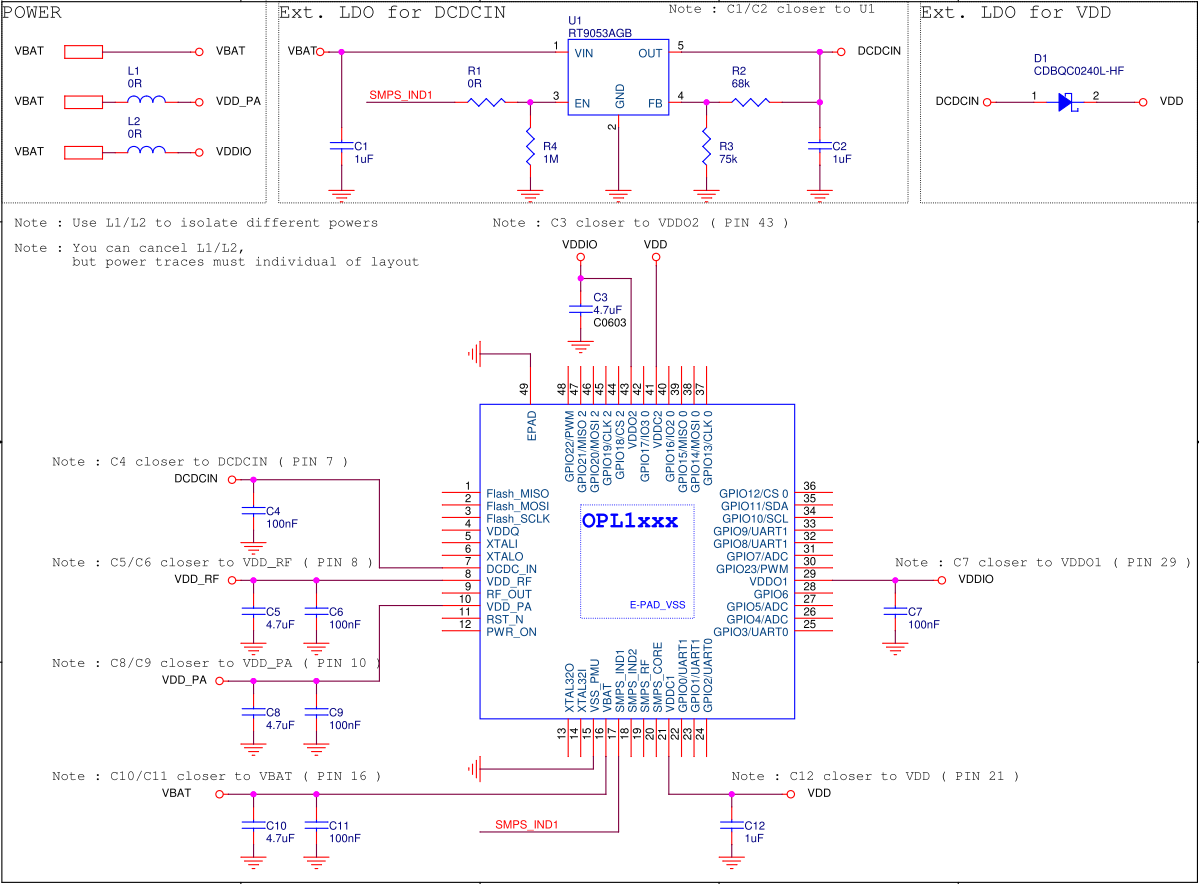 POWER
VBAT VBAT
L1
0R
VBAT VDD_PA
L2
0R
VBAT VDDIO
Ext. LDO for DCDCIN
Note : C1/C2 closer to U1
U1
RT9053AGB
VBAT 1 VIN OUT 5 DCDCIN
R1
0R
SMPS_IND1 3 EN GND FB 4
R2
68k
2
C1
1uF
R4
1M
R3
75k
C2
1uF
Ext. LDO for VDD
D1
CDBQC0240L-HF
DCDCIN 1 2 VDD
Note : Use L1/L2 to isolate different powers
Note : You can cancel L1/L2,
but power traces must individual of layout
Note : C3 closer to VDDO2 ( PIN 43 )
VDDIO VDD
C3
4.7uF
C0603
49 48 47 46 45 44 43 42 41 40 39 38 37
EPAD
GPIO22/PWM
GPIO21/MISO 2
GPIO20/MOSI 2
GPIO19/CLK 2
GPIO18/CS 2
VDDO2
GPIO17/IO3 0
VDDC2
GPIO16/IO2 0
GPIO15/MISO 0
GPIO14/MOSI 0
GPIO13/CLK 0
Note : C4 closer to DCDCIN ( PIN 7 )
DCDCIN
C4
100nF
Note : C5/C6 closer to VDD_RF ( PIN 8 )
VDD_RF
C5
4.7uF
C6
100nF
Note : C8/C9 closer to VDD_PA ( PIN 10 )
VDD_PA
C8
4.7uF
C9
100nF
Note : C10/C11 closer to VBAT ( PIN 16 )
VBAT
C10
4.7uF
C11
100nF
1 Flash_MISO
2 Flash_MOSI
3 Flash_SCLK
4 VDDQ
5 XTALI
6 XTALO
7 DCDC_IN
8 VDD_RF
9 RF_OUT
10 VDD_PA
11 RST_N
12 PWR_ON
OPL1xxx
E-PAD_VSS
GPIO12/CS 0 36
GPIO11/SDA 35
GPIO10/SCL 34
GPIO9/UART1 33
GPIO8/UART1 32
GPIO7/ADC 31
GPIO23/PWM 30
VDDO1 29
GPIO6 28
GPIO5/ADC 27
GPIO4/ADC 26
GPIO3/UART0 25
Note : C7 closer to VDDO1 ( PIN 29 )
VDDIO
C7
100nF
XTAL32O
XTAL32I
VSS_PMU
VBAT
SMPS_IND1
SMPS_IND2
SMPS_RF
SMPS_CORE
VDDC1
GPIO0/UART1
GPIO1/UART1
GPIO2/UART0
13 14 15 16 17 18 19 20 21 22 23 24
SMPS_IND1
Note : C12 closer to VDD ( PIN 21 )
VDD
C12
1uF